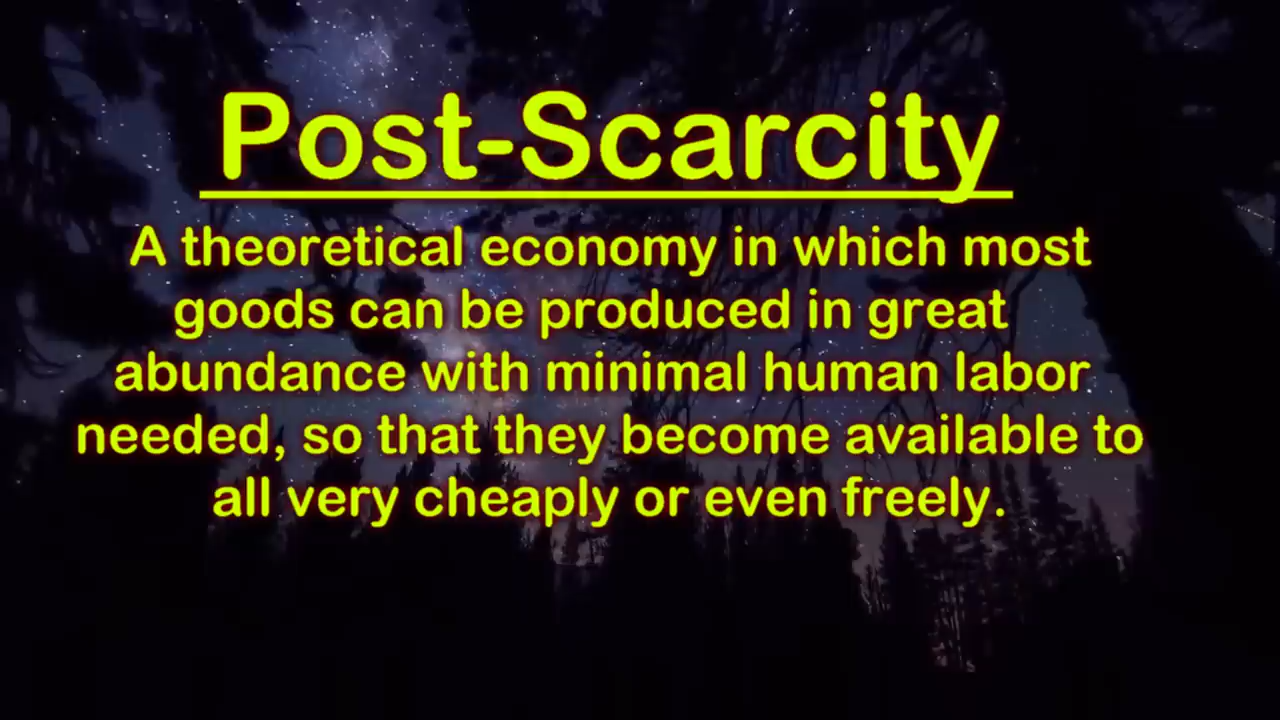 Post-Scarcity
A theoretical economy in which most
goods can be produced in great
abundance with minimal human labor
needed, so that they become available to
all very cheaply or even freely.